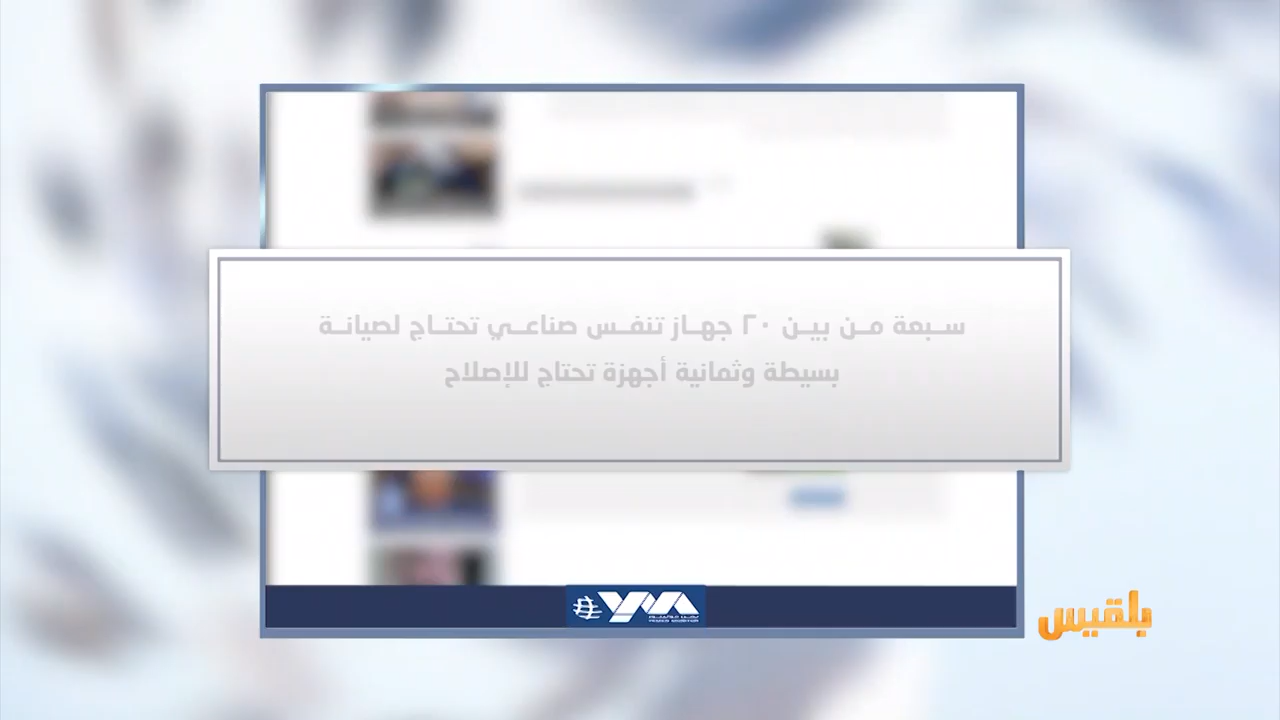 سبعة من بين ٢٠ جهاز تنفس صناعي تحتاج لصيانة
بسيطة وثمانية أجهزة تحتاج للإصلاح
بلقيس